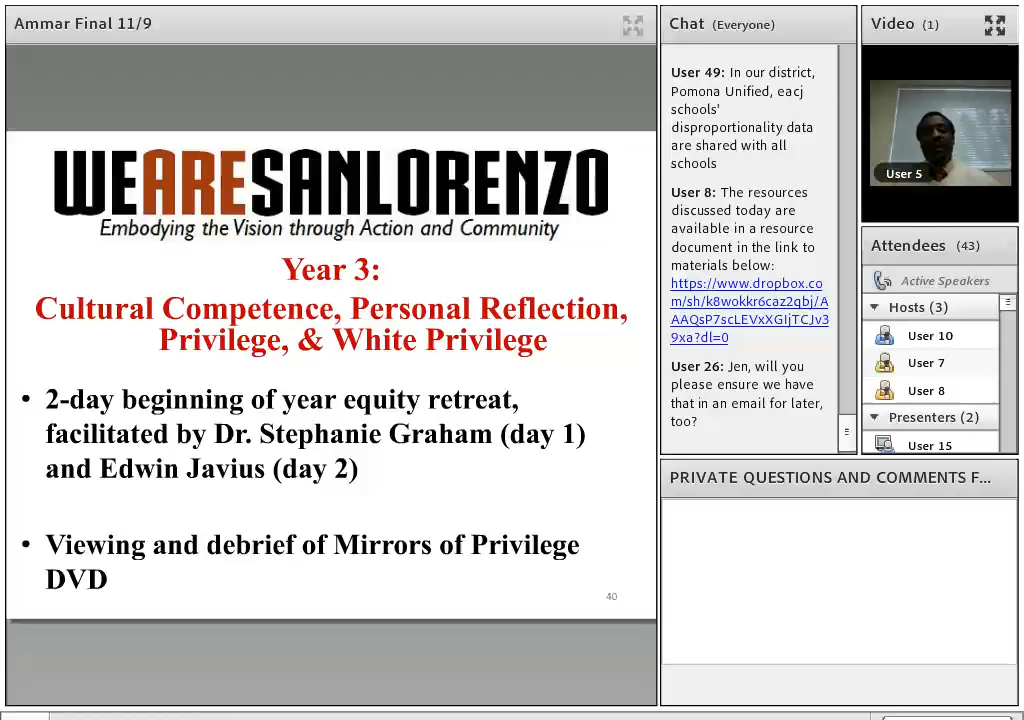 Ammar Final 11/9
WEARESANLORENZO
Embodying the Vision through Action and Community
Year 3:
Cultural Competence, Personal Reflection,
Privilege, & White Privilege
• 2-day beginning of year equity retreat,
facilitated by Dr. Stephanie Graham (day 1)
and Edwin Javius (day 2)
• Viewing and debrief of Mirrors of Privilege
DVD
40
Chat (Everyone)
User 49: In our district,
Pomona Unified, eacj
schools'
disproportionality data
are shared with all
schools
User 8: The resources
discussed today are
available in a resource
document in the link to
materials below:
https://www.dropbox.co
m/sh/k8wokkr6caz2qbj/A
AAQsP7scLEVxXGIjTCJv3
9xa?dl=0
User 26: Jen, will you
please ensure we have
that in an email for later,
too?
Video (1)
User 5
Attendees (43)
Active Speakers
Hosts (3)
User 10
User 7
User 8
Presenters (2)
User 15
PRIVATE QUESTIONS AND COMMENTS F...